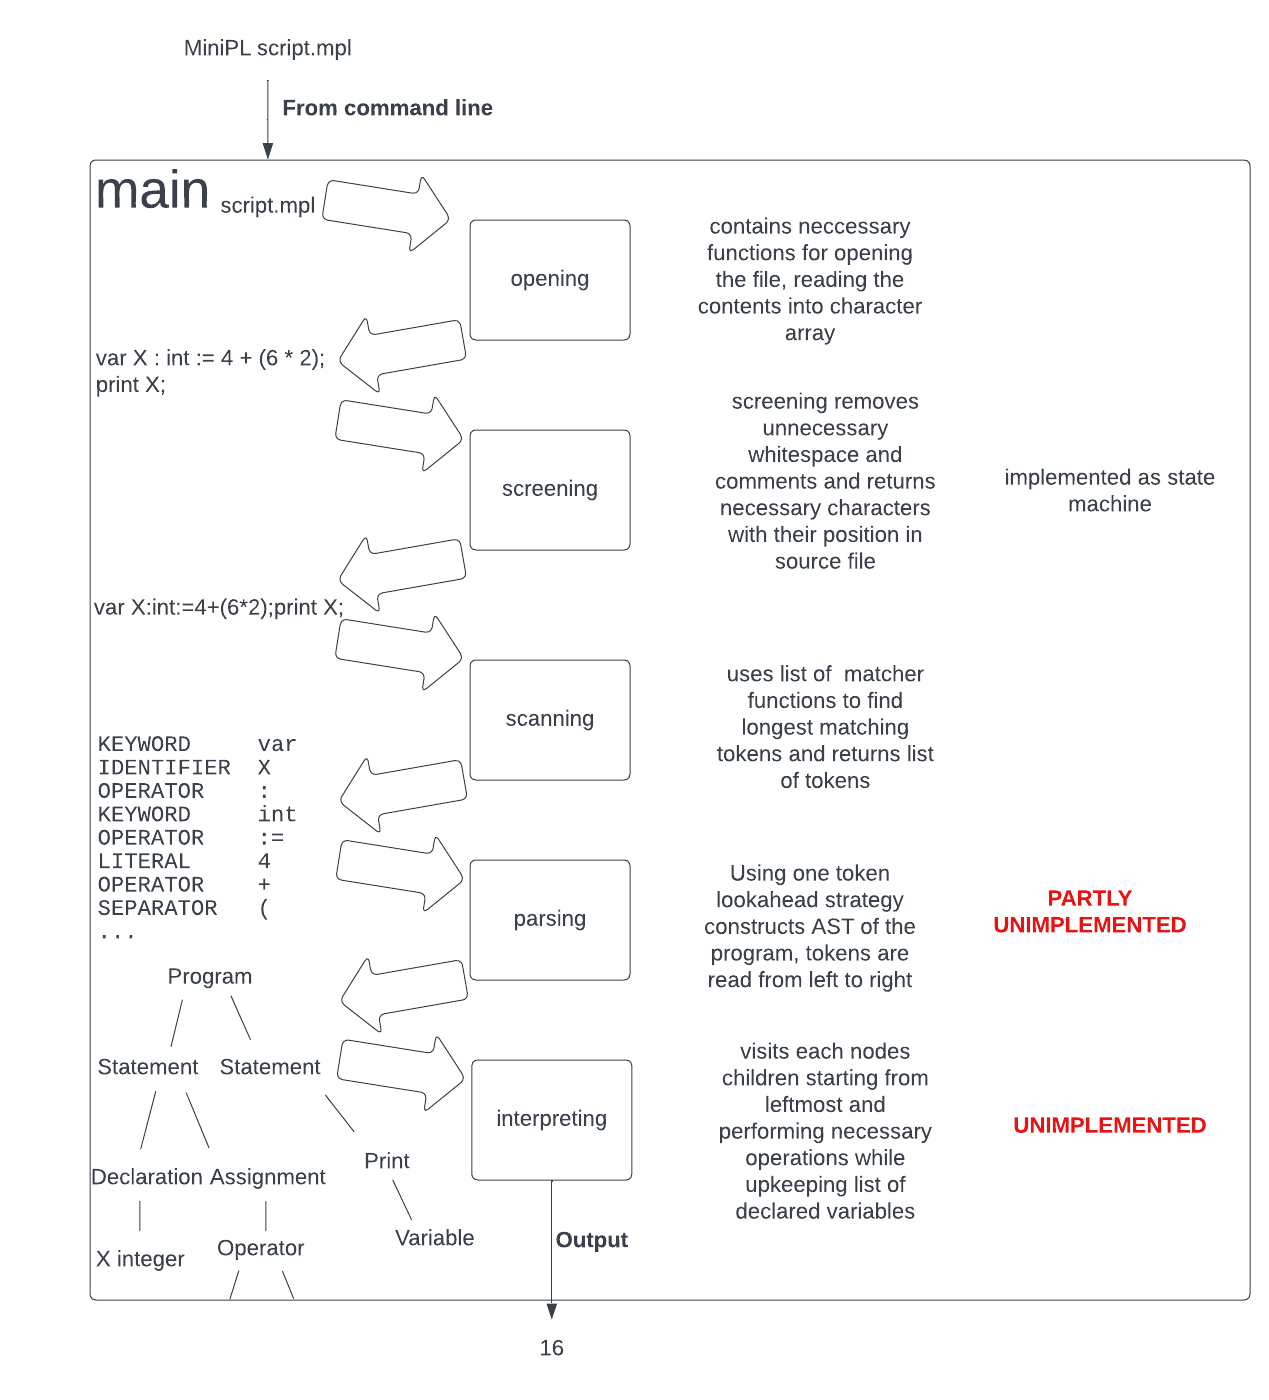 MiniPL script.mpl
From command line
main script.mpl
opening
contains neccessary
functions for opening
the file, reading the
contents into character
array
var X : int := 4 + (6 * 2);
print X;
screening
screening removes
unnecessary
whitespace and
comments and returns
necessary characters
with their position in
source file
implemented as state
machine
var X:int:=4+(6*2);print X;
scanning
uses list of  matcher
functions to find
longest matching
tokens and returns list
of tokens
KEYWORD     var
IDENTIFIER  X
OPERATOR    :
KEYWORD     int
OPERATOR    :=
LITERAL     4
OPERATOR    +
SEPARATOR   (
...
parsing
Using one token
lookahead strategy
constructs AST of the
program, tokens are
read from left to right
PARTLY
UNIMPLEMENTED
Program
Statement Statement
Declaration Assignment
Print
X integer
Operator
Variable
interpreting
visits each nodes
children starting from
leftmost and
performing necessary
operations while
upkeeping list of
declared variables
UNIMPLEMENTED
Output
16